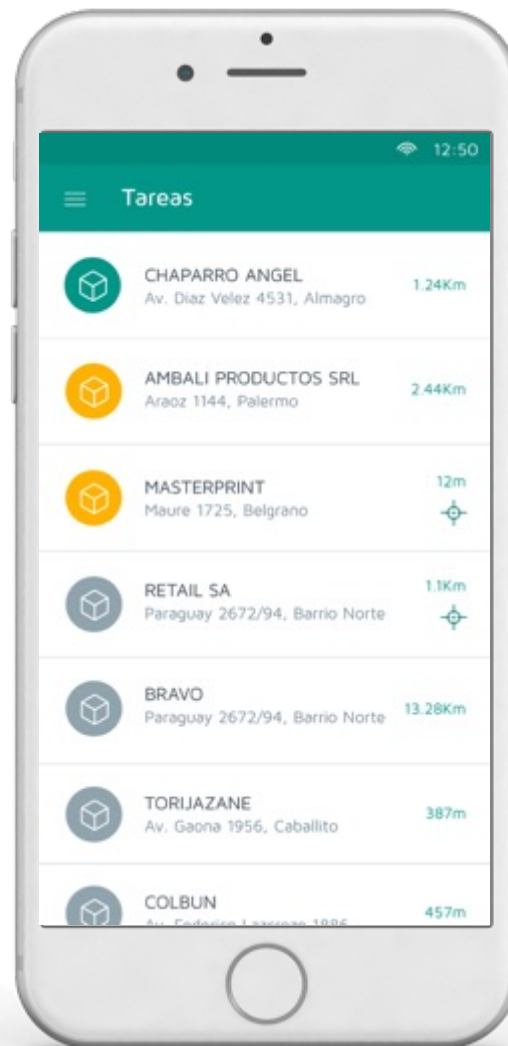 12:50
Tareas
CHAPARRO ANGEL
1.24Km
Av. Diaz Velez 4531, Almagro
AMBALI PRODUCTOS SRL
2.44Km
Araoz 1144, Palermo
12m
MASTERPRINT
Maure 1725, Belgrano
1.1Km
RETAIL SA
Paraguay 2672/94, Barrio Norte
BRAVO
13.28Km
Paraguay 2672/94, Barrio Norte
TORIJAZANE
387m
Av. Gaona 1956, Caballito
COLBUN
457m
Av. Federico